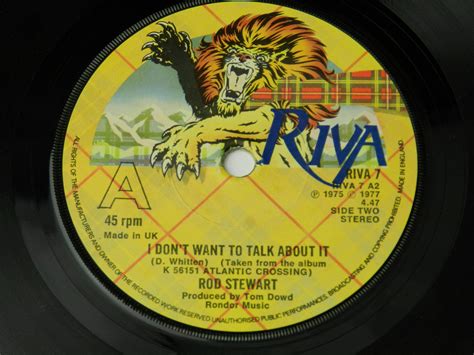 RIVA
RIVA 7
RIVA 7 A2
℗ 1975 ℗ 1977
4.47
SIDE TWO
STEREO
A
45 rpm
Made in UK
I DON'T WANT TO TALK ABOUT IT
(D. Whitten) (Taken from the album
K 56151 ATLANTIC CROSSING)
ROD STEWART
Produced by Tom Dowd
Rondor Music
ALL RIGHTS OF THE MANUFACTURERS AND OWNER OF THE RECORDED WORK RESERVED UNAUTHORISED PUBLIC PERFORMANCES, BROADCASTING COPYING PROHIBITED MADE IN ENGLAND